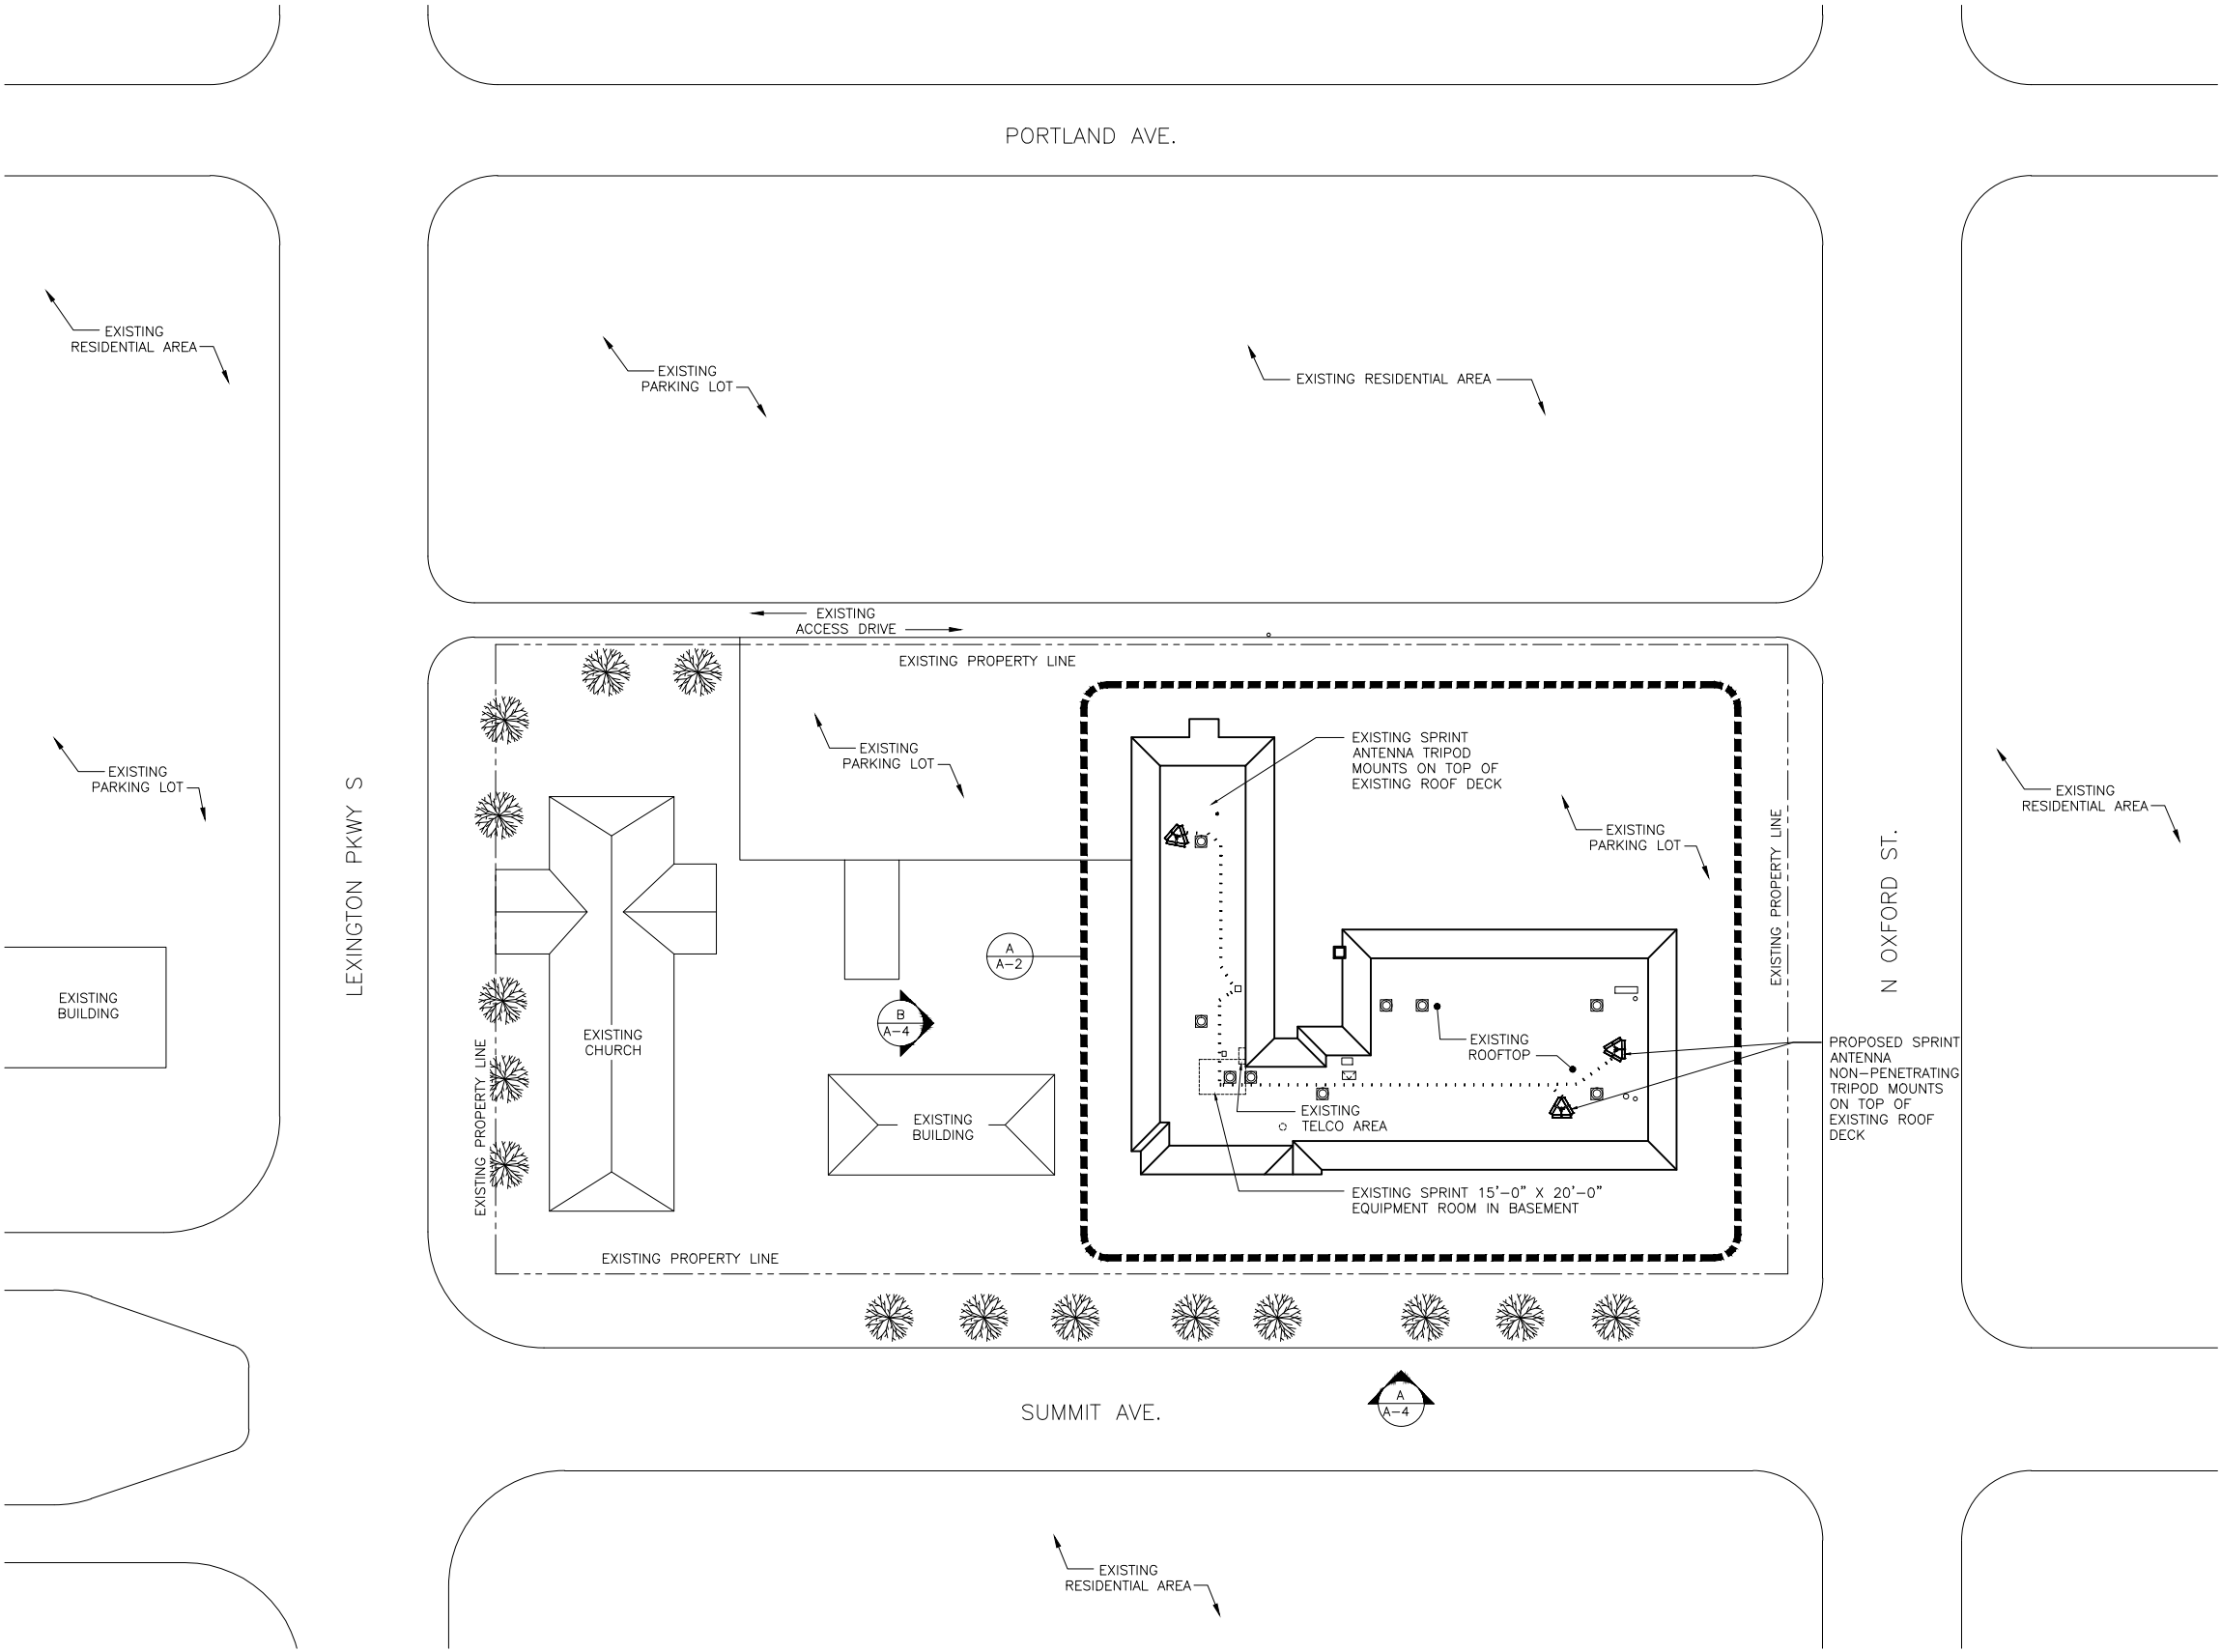 PORTLAND AVE.
EXISTING
RESIDENTIAL AREA
EXISTING
PARKING LOT
EXISTING RESIDENTIAL AREA
EXISTING
ACCESS DRIVE
EXISTING PROPERTY LINE
EXISTING
PARKING LOT
LEXINGTON PKWY S
EXISTING
PARKING LOT
EXISTING SPRINT
ANTENNA TRIPOD
MOUNTS ON TOP OF
EXISTING ROOF DECK
EXISTING
PARKING LOT
EXISTING PROPERTY LINE
N OXFORD ST.
EXISTING
RESIDENTIAL AREA
A
A-2
B
A-4
EXISTING
BUILDING
EXISTING
CHURCH
EXISTING PROPERTY LINE
EXISTING
BUILDING
EXISTING
ROOFTOP
EXISTING
TELCO AREA
PROPOSED SPRINT
ANTENNA
NON-PENETRATING
TRIPOD MOUNTS
ON TOP OF
EXISTING ROOF
DECK
EXISTING SPRINT 15'-0" X 20'-0"
EQUIPMENT ROOM IN BASEMENT
EXISTING PROPERTY LINE
SUMMIT AVE.
A
A-4
EXISTING
RESIDENTIAL AREA